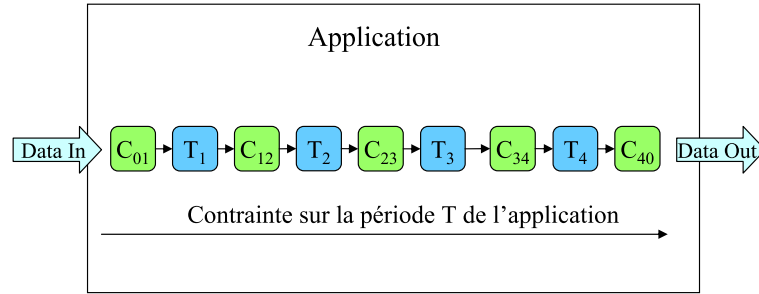 Application
Data In C₀₁ T₁ C₁₂ T₂ C₂₃ T₃ C₃₄ T₄ C₄₀ Data Out
Contrainte sur la période T de l’application